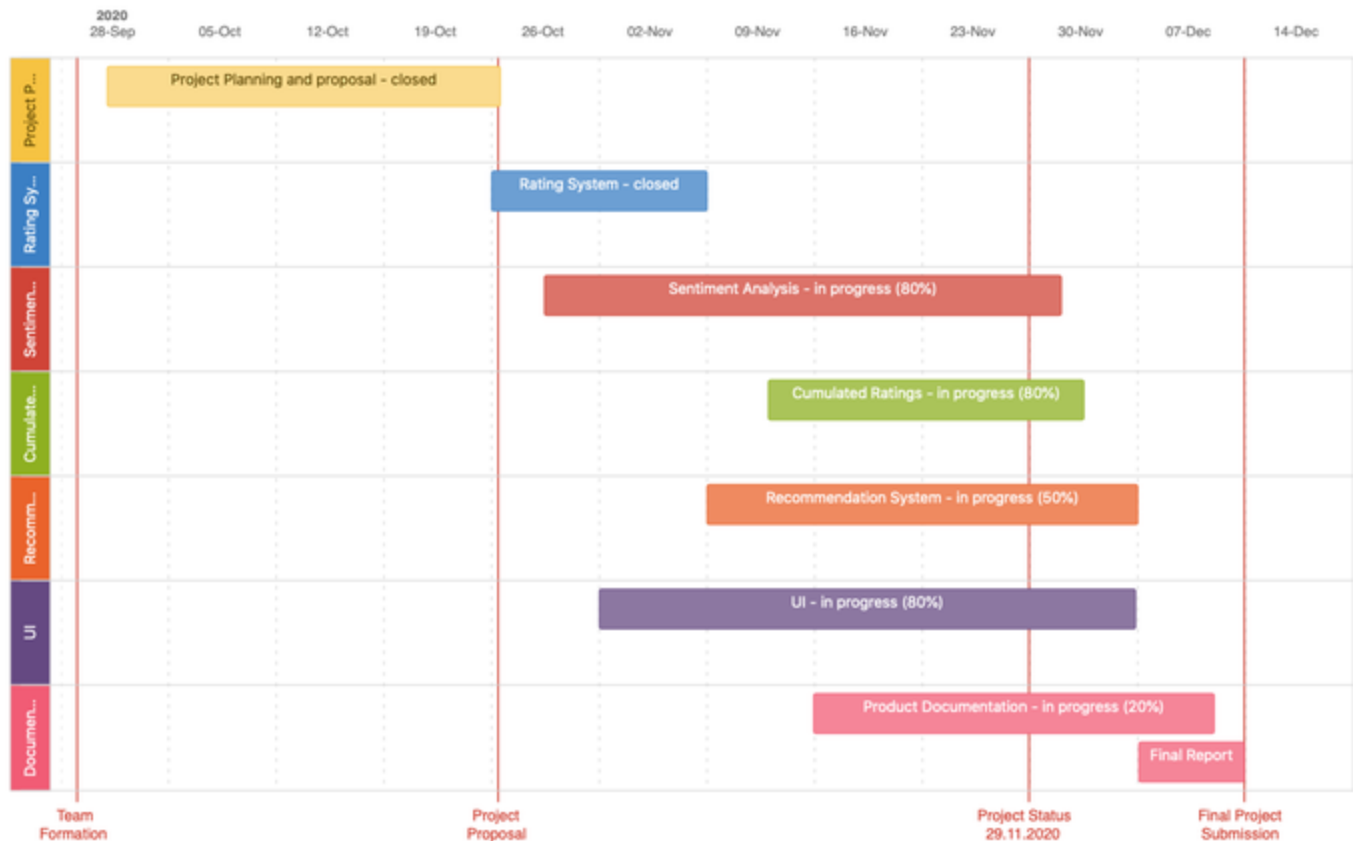 2020
28-Sep 05-Oct 12-Oct 19-Oct 26-Oct 02-Nov 09-Nov 16-Nov 23-Nov 30-Nov 07-Dec 14-Dec
Project P...
Project Planning and proposal - closed
Rating Sy...
Rating System - closed
Sentimen...
Sentiment Analysis - in progress (80%)
Cumulate...
Cumulated Ratings - in progress (80%)
Recomm...
Recommendation System - in progress (50%)
UI
UI - in progress (80%)
Documen...
Product Documentation - in progress (20%)
Final Report
Team
Formation
Project
Proposal
Project Status
29.11.2020
Final Project
Submission